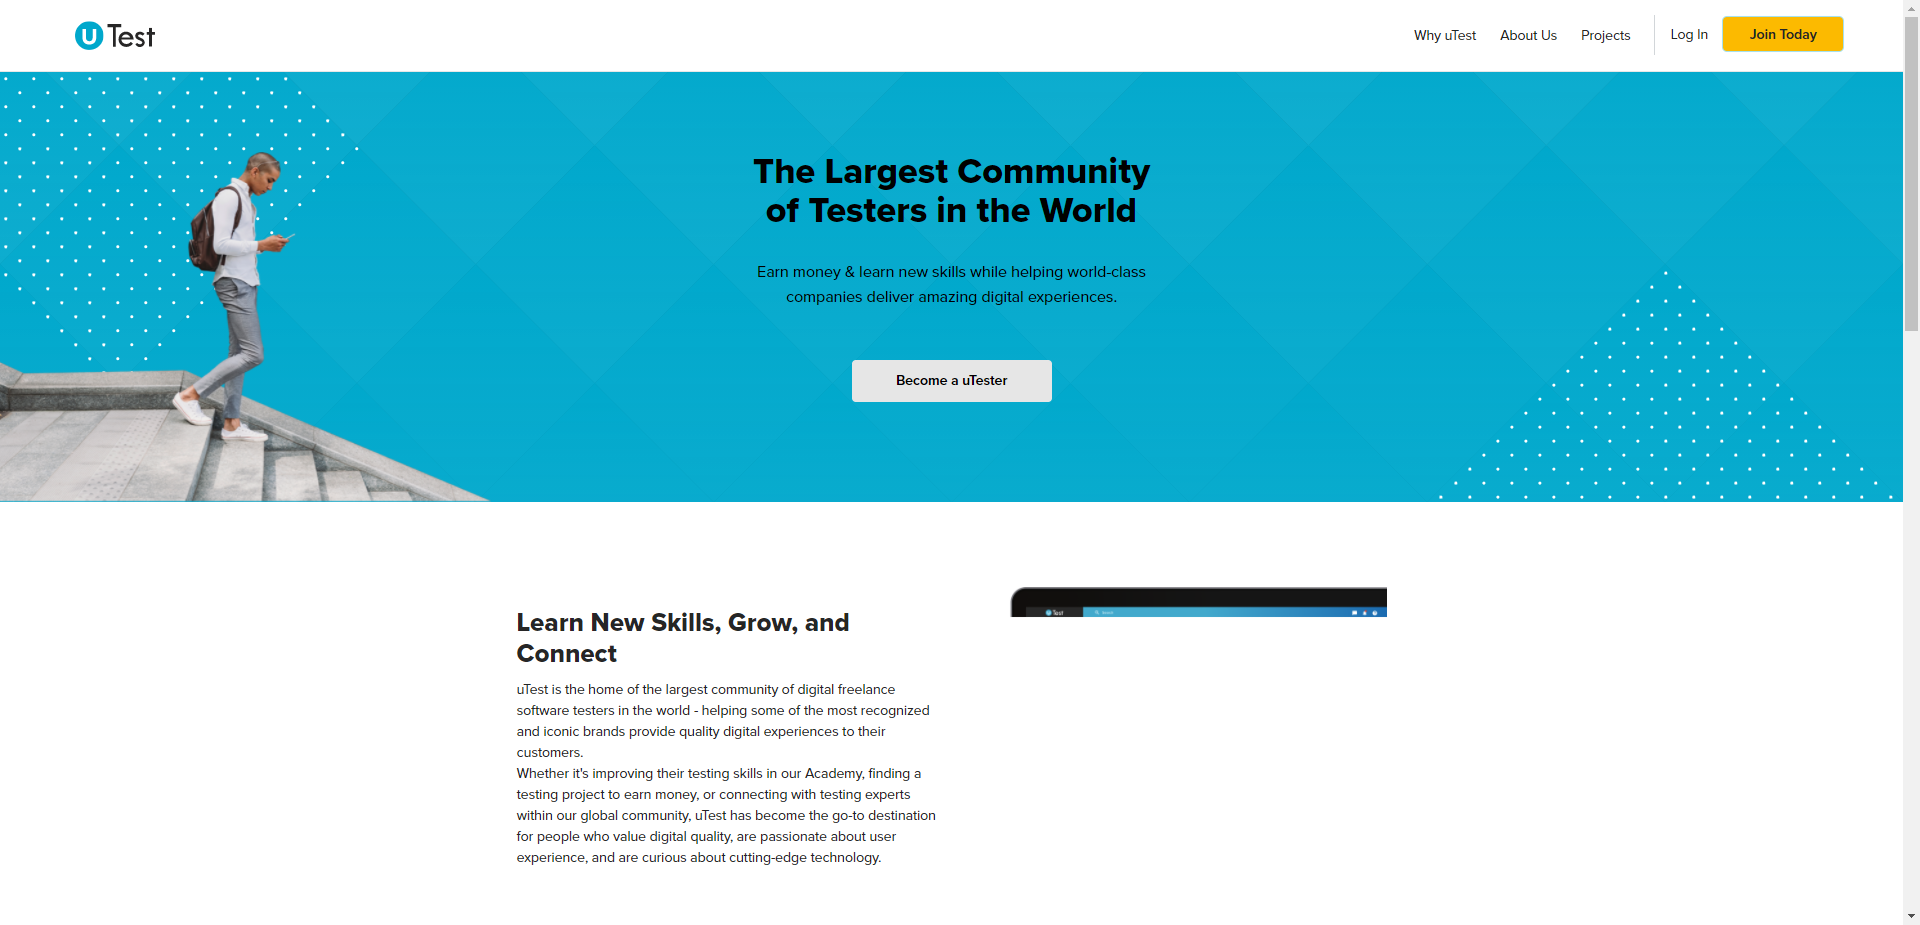 u Test
Why uTest
About Us
Projects
Log In
Join Today
The Largest Community
of Testers in the World
Earn money & learn new skills while helping world-class
companies deliver amazing digital experiences.
Become a uTester
Learn New Skills, Grow, and
Connect
uTest is the home of the largest community of digital freelance
software testers in the world - helping some of the most recognized
and iconic brands provide quality digital experiences to their
customers.
Whether it's improving their testing skills in our Academy, finding a
testing project to earn money, or connecting with testing experts
within our global community, uTest has become the go-to destination
for people who value digital quality, are passionate about user
experience, and are curious about cutting-edge technology.
u Test